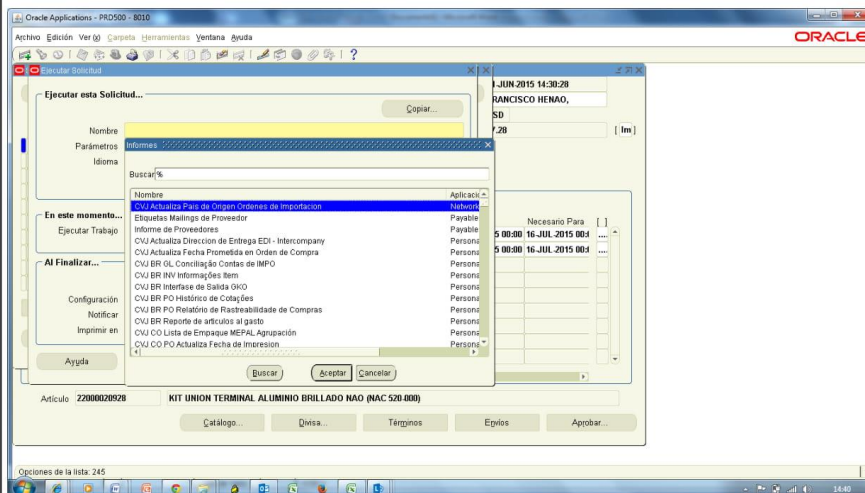 Oracle Applications - PRD500 - 8010
Archivo Edición Ver(x) Carpeta Herramientas Ventana Ayuda
ORACLE
Ejecutar Solicitud
JUN-2015 14:30:28
Ejecutar esta Solicitud...
RANCISCO HENAO,
Copiar...
SD
7.28
[ Im ]
Nombre
Parámetros
Idioma
Informes
Buscar %
Nombre Aplicació
CVJ Actualiza Pais de Origen Ordenes de Importacion Network
Etiquetas Mailings de Proveedor Payable
Informe de Proveedores Payable
CVJ Actualiza Direccion de Entrega EDI - Intercompany Persona
CVJ Actualiza Fecha Prometida en Orden de Compra Persona
CVJ BR GL Conciliação Contas de IMPO Persona
CVJ BR INV Informações Item Persona
CVJ BR Interfase de Salida GKO Persona
CVJ BR PO Histórico de Cotações Persona
CVJ BR PO Relatório de Rastreabilidade de Compras Persona
CVJ BR Reporte de articulos al gasto Persona
CVJ CO Lista de Empaque MEPAL Agrupación Persona
CVJ CO PO Actualiza Fecha de Impresion Persona
Buscar Aceptar Cancelar
En este momento...
Ejecutar Trabajo
Al Finalizar...
Configuración
Notificar
Imprimir en
Ayuda
Necesario Para [ ]
5 00:00 16-JUL-2015 00:0 ...
5 00:00 16-JUL-2015 00:0 ...
Artículo 22000020928 KIT UNION TERMINAL ALUMINIO BRILLADO NAO (NAC 520-000)
Catálogo... Divisa... Términos Envíos Aprobar...
Opciones de la lista: 245
14:40